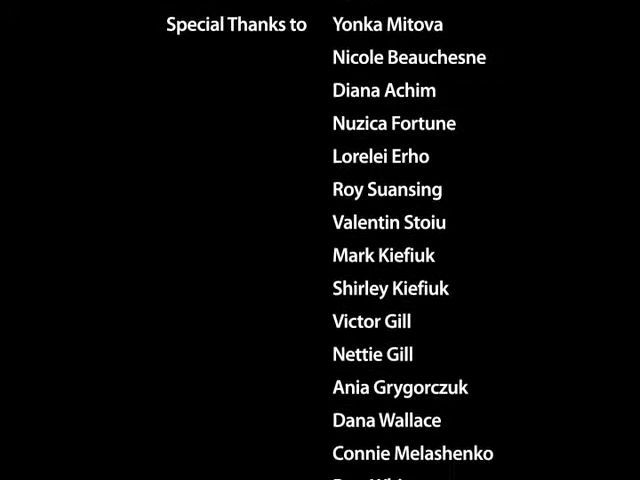 Special Thanks to Yonka Mitova
Nicole Beauchesne
Diana Achim
Nuzica Fortune
Lorelei Erho
Roy Suansing
Valentin Stoiu
Mark Kiefiuk
Shirley Kiefiuk
Victor Gill
Nettie Gill
Ania Grygorczuk
Dana Wallace
Connie Melashenko